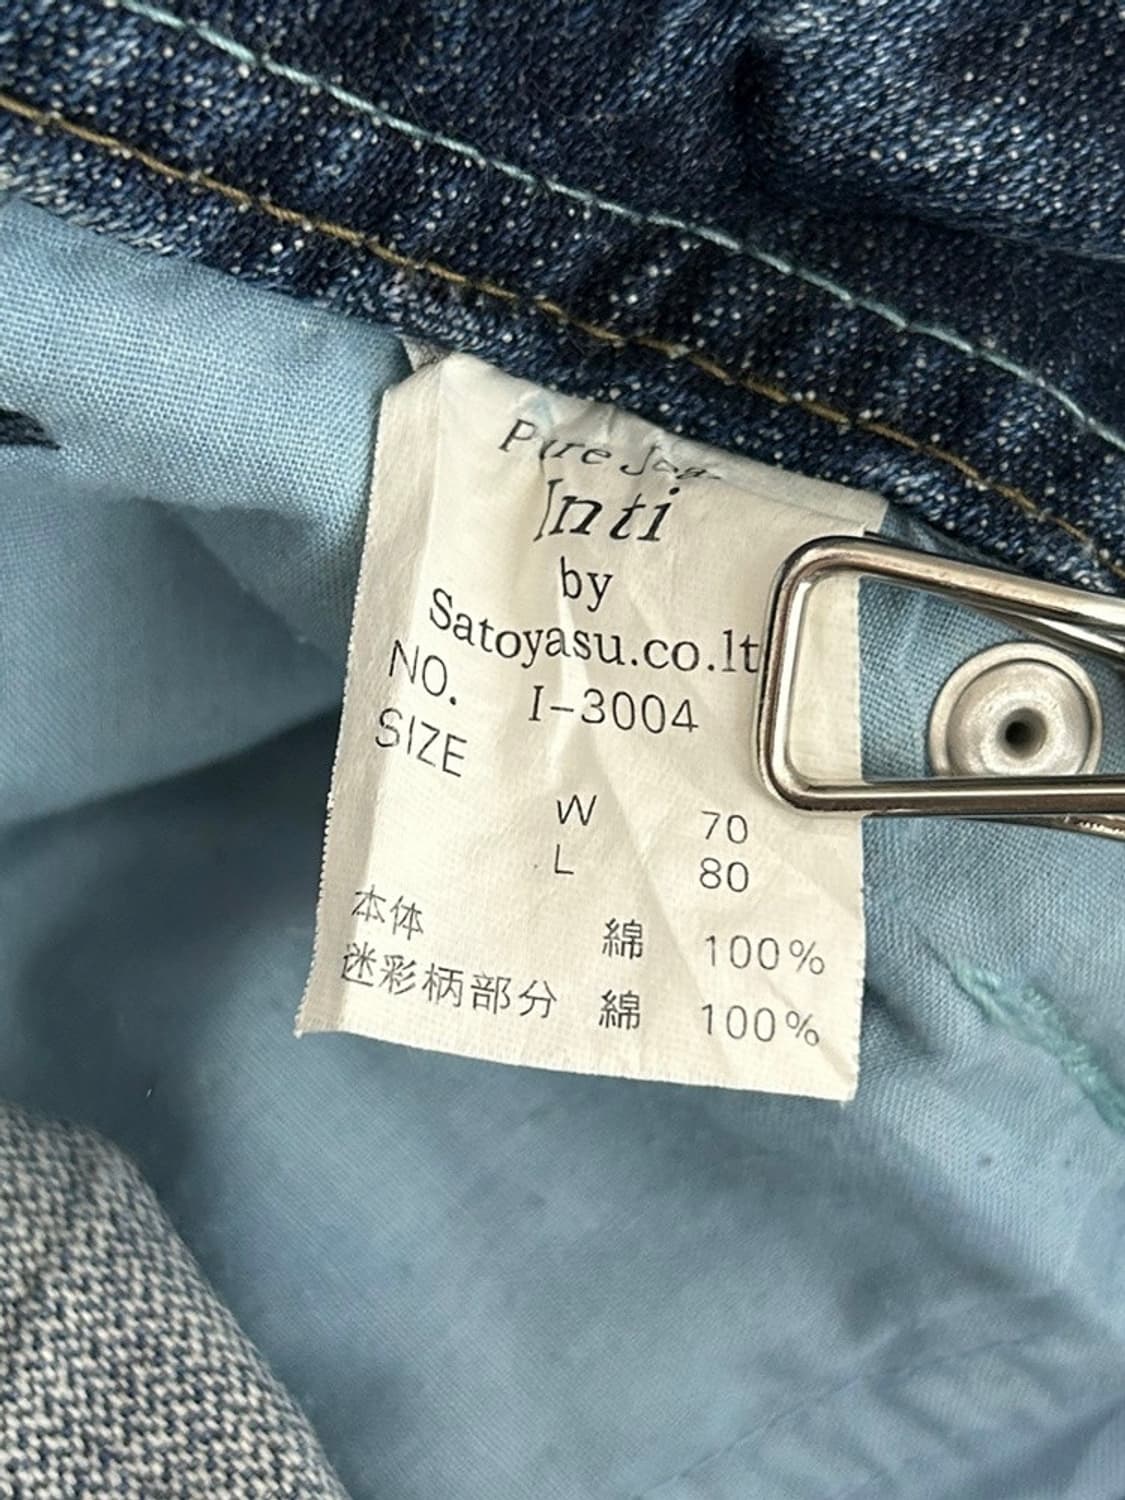 Pure
Inti
by
Satoyasu.co.lt
NO. I-3004
SIZE
W 70
L 80
本体 綿 100%
迷彩柄部分 綿 100%